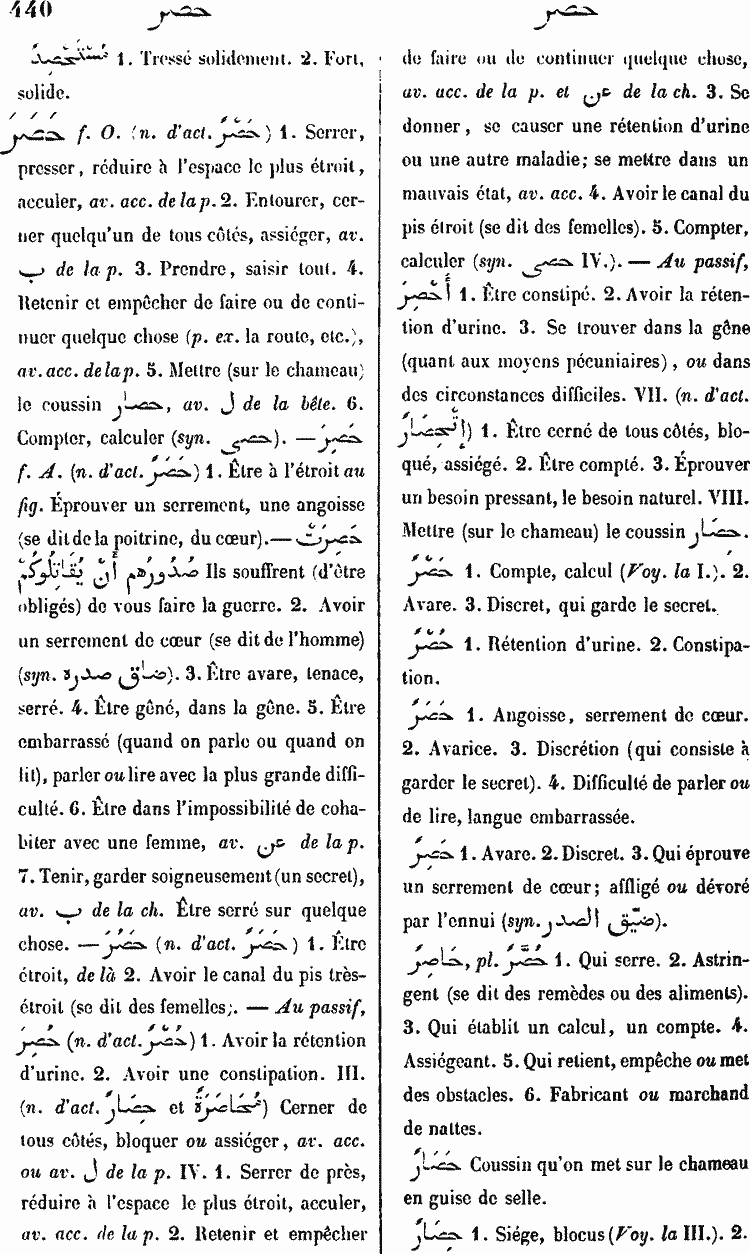 440
حصر
حصر
مُسْتَحْصِدٌ 1. Tressé solidement. 2. Fort,
solide.
حَصَرَ f. O. (n. d'act. حَصْرٌ) 1. Serrer,
presser, réduire à l'espace le plus étroit,
acculer, av. acc. de la p. 2. Entourer, cer-
ner quelqu'un de tous côtés, assiéger, av.
ب de la p. 3. Prendre, saisir tout. 4.
Retenir et empêcher de faire ou de conti-
nuer quelque chose (p. ex. la route, etc.),
av. acc. de la p. 5. Mettre (sur le chameau)
le coussin حصار, av. ل de la bête. 6.
Compter, calculer (syn. حصى). — حَصِرَ
f. A. (n. d'act. حَصَرٌ) 1. Être à l'étroit au
fig. Éprouver un serrement, une angoisse
(se dit de la poitrine, du cœur). — حَصِرَتْ
صُدُورُهم أَنْ يُقَاتِلُوكُمْ Ils souffrent (d'être
obligés) de vous faire la guerre. 2. Avoir
un serrement de cœur (se dit de l'homme)
(syn. ضاق صدره). 3. Être avare, tenace,
serré. 4. Être gêné, dans la gêne. 5. Être
embarrassé (quand on parle ou quand on
lit), parler ou lire avec la plus grande diffi-
culté. 6. Être dans l'impossibilité de coha-
biter avec une femme, av. عن de la p.
7. Tenir, garder soigneusement (un secret),
av. ب de la ch. Être serré sur quelque
chose. — حَصُرَ (n. d'act. حَصَرٌ) 1. Être
étroit, de là 2. Avoir le canal du pis très-
étroit (se dit des femelles). — Au passif,
حُصِرَ (n. d'act. حُصْرٌ) 1. Avoir la rétention
d'urine. 2. Avoir une constipation. III.
(n. d'act. حِصَارٌ et مُحَاصَرَةٌ) Cerner de
tous côtés, bloquer ou assiéger, av. acc.
ou av. ل de la p. IV. 1. Serrer de près,
réduire à l'espace le plus étroit, acculer,
av. acc. de la p. 2. Retenir et empêcher
de faire ou de continuer quelque chose,
av. acc. de la p. et عن de la ch. 3. Se
donner, se causer une rétention d'urine
ou une autre maladie; se mettre dans un
mauvais état, av. acc. 4. Avoir le canal du
pis étroit (se dit des femelles). 5. Compter,
calculer (syn. حصى IV.). — Au passif,
أُحْصِرَ 1. Être constipé. 2. Avoir la réten-
tion d'urine. 3. Se trouver dans la gêne
(quant aux moyens pécuniaires), ou dans
des circonstances difficiles. VII. (n. d'act.
إِنْحِصَارٌ) 1. Être cerné de tous côtés, blo-
qué, assiégé. 2. Être compté. 3. Éprouver
un besoin pressant, le besoin naturel. VIII.
Mettre (sur le chameau) le coussin حصار.
حَصْرٌ 1. Compte, calcul (Voy. la I.). 2.
Avare. 3. Discret, qui garde le secret.
حُصْرٌ 1. Rétention d'urine. 2. Constipa-
tion.
حَصَرٌ 1. Angoisse, serrement de cœur.
2. Avarice. 3. Discrétion (qui consiste à
garder le secret). 4. Difficulté de parler ou
de lire, langue embarrassée.
حَصِرٌ 1. Avare. 2. Discret. 3. Qui éprouve
un serrement de cœur; affligé ou dévoré
par l'ennui (syn. ضيّق الصدر).
حَاصِرٌ, pl. حُصَّرٌ 1. Qui serre. 2. Astrin-
gent (se dit des remèdes ou des aliments).
3. Qui établit un calcul, un compte. 4.
Assiégeant. 5. Qui retient, empêche ou met
des obstacles. 6. Fabricant ou marchand
de nattes.
حَصَارٌ Coussin qu'on met sur le chameau
en guise de selle.
حِصَارٌ 1. Siége, blocus (Voy. la III.). 2.